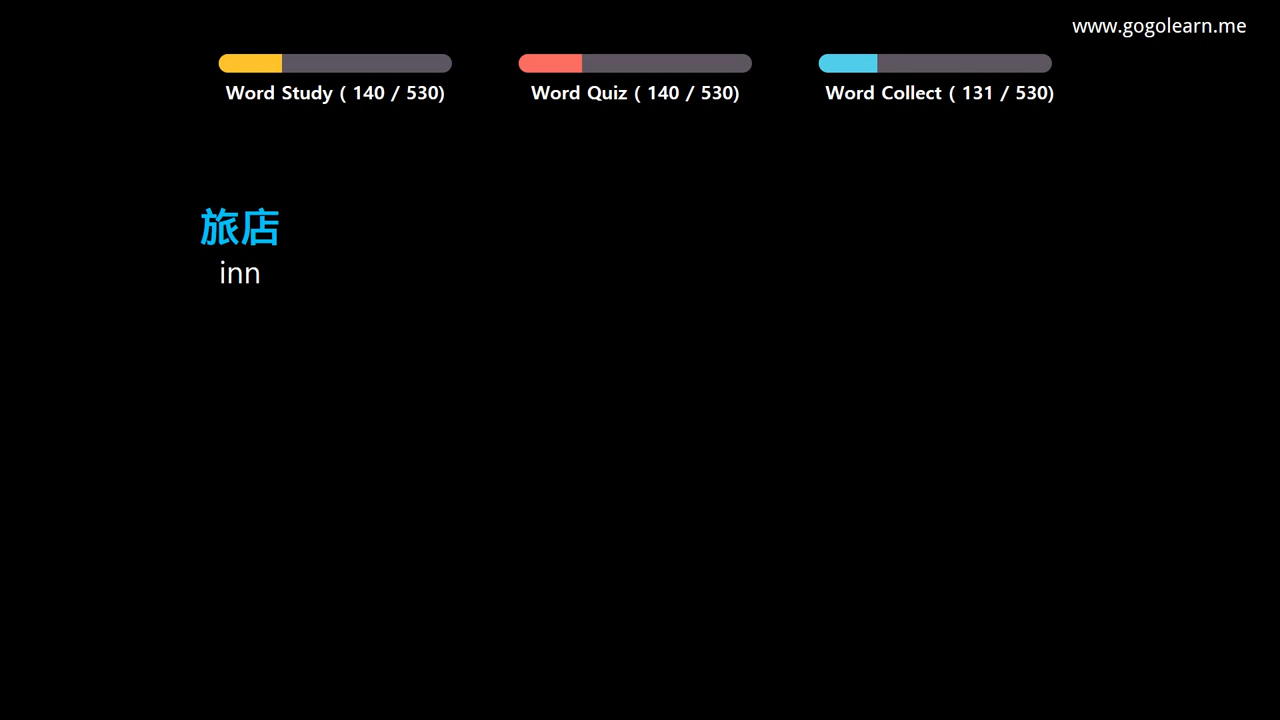 www.gogolearn.me
Word Study ( 140 / 530)
Word Quiz ( 140 / 530)
Word Collect ( 131 / 530)
旅店
inn